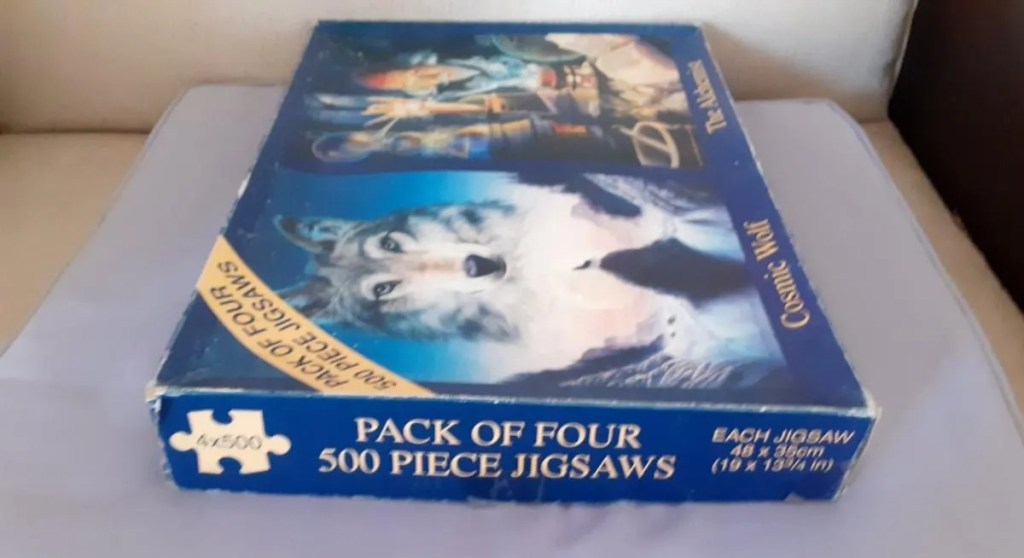 The Alchemist
Cosmic Wolf
PACK OF FOUR
500 PIECE JIGSAWS
4x500
PACK OF FOUR
500 PIECE JIGSAWS
EACH JIGSAW
48 x 35cm
(19 x 13¾ in)